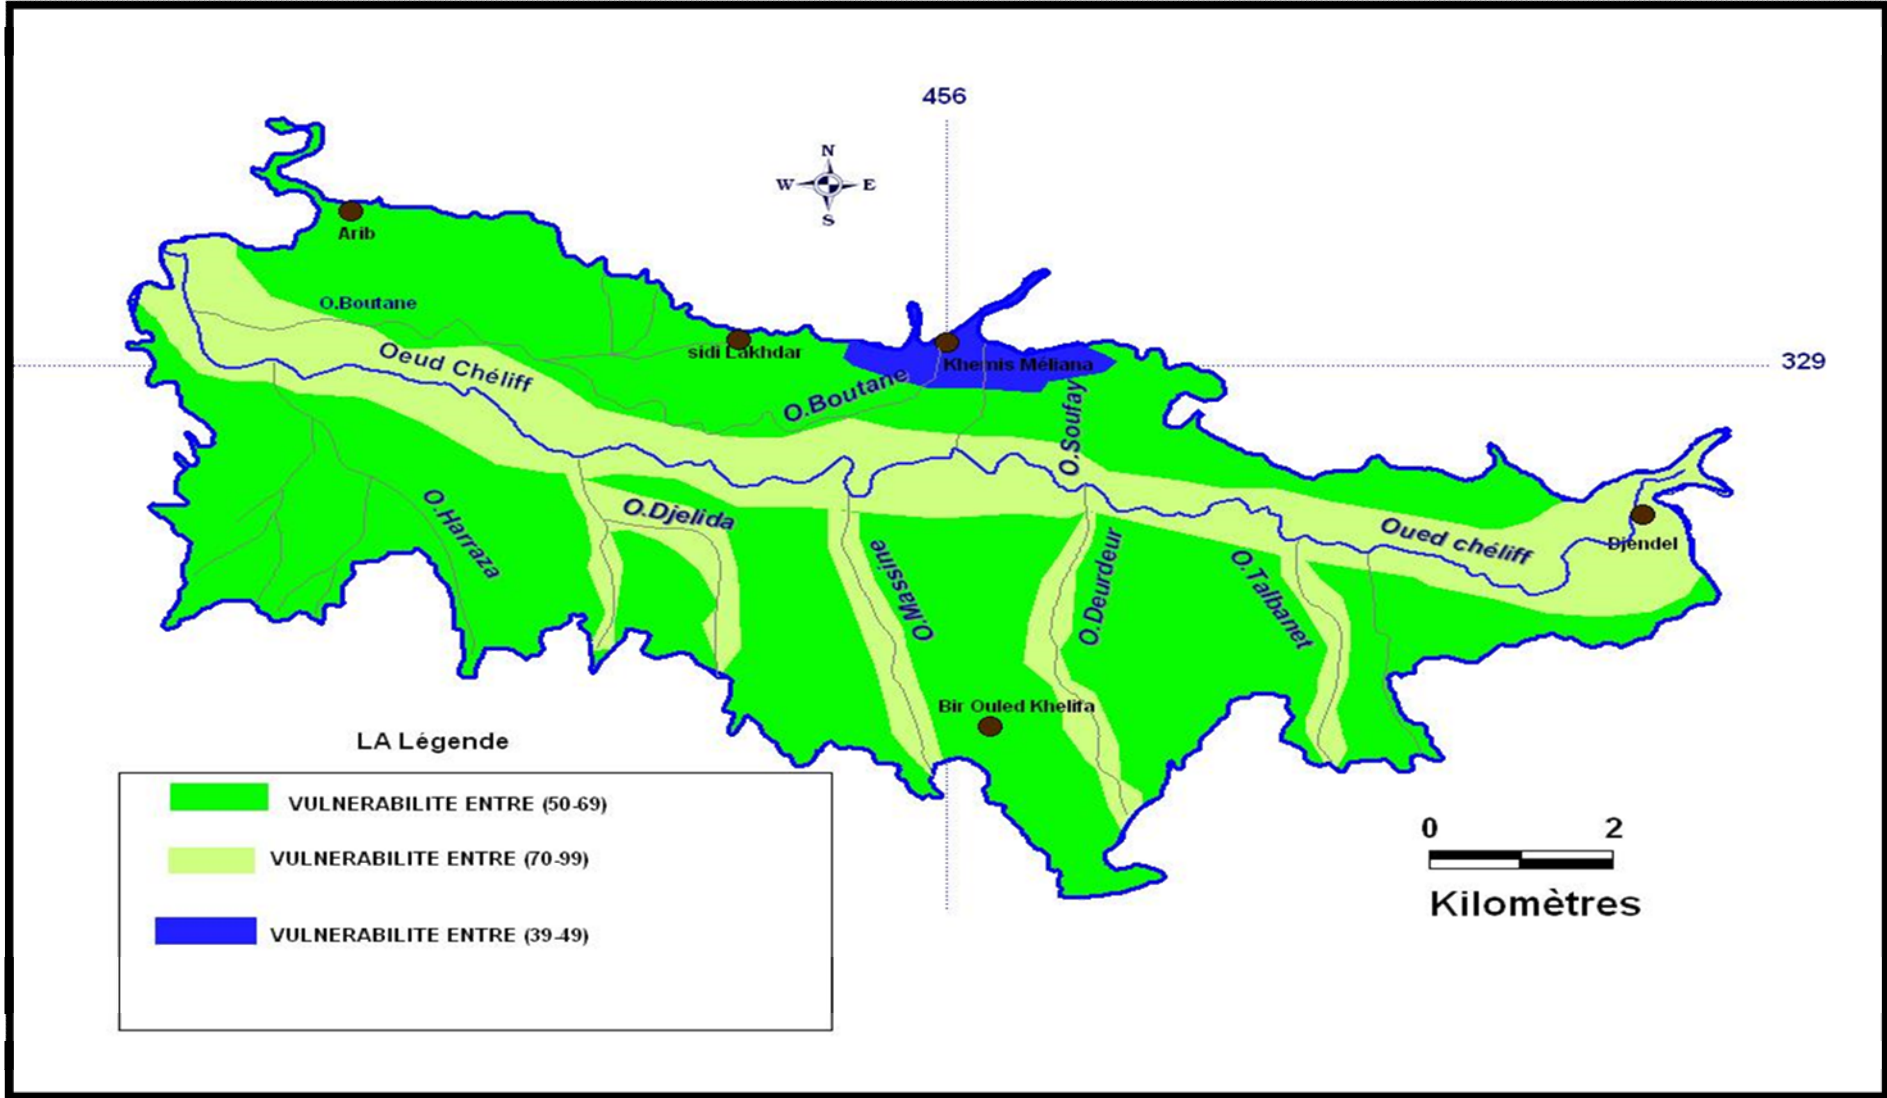 456
N
W E
S
Arib
O.Boutane
sidi Lakhdar
Khemis Méliana
329
Oeud Chéliff
O.Boutane
O.Soufay
O.Harraza
O.Djelida
O.Massine
O.Deurdeur
O.Talbanet
Oued chéliff
Djendel
Bir Ouled Khelifa
LA Légende
VULNERABILITE ENTRE (50-69)
VULNERABILITE ENTRE (70-99)
VULNERABILITE ENTRE (39-49)
0 2
Kilomètres